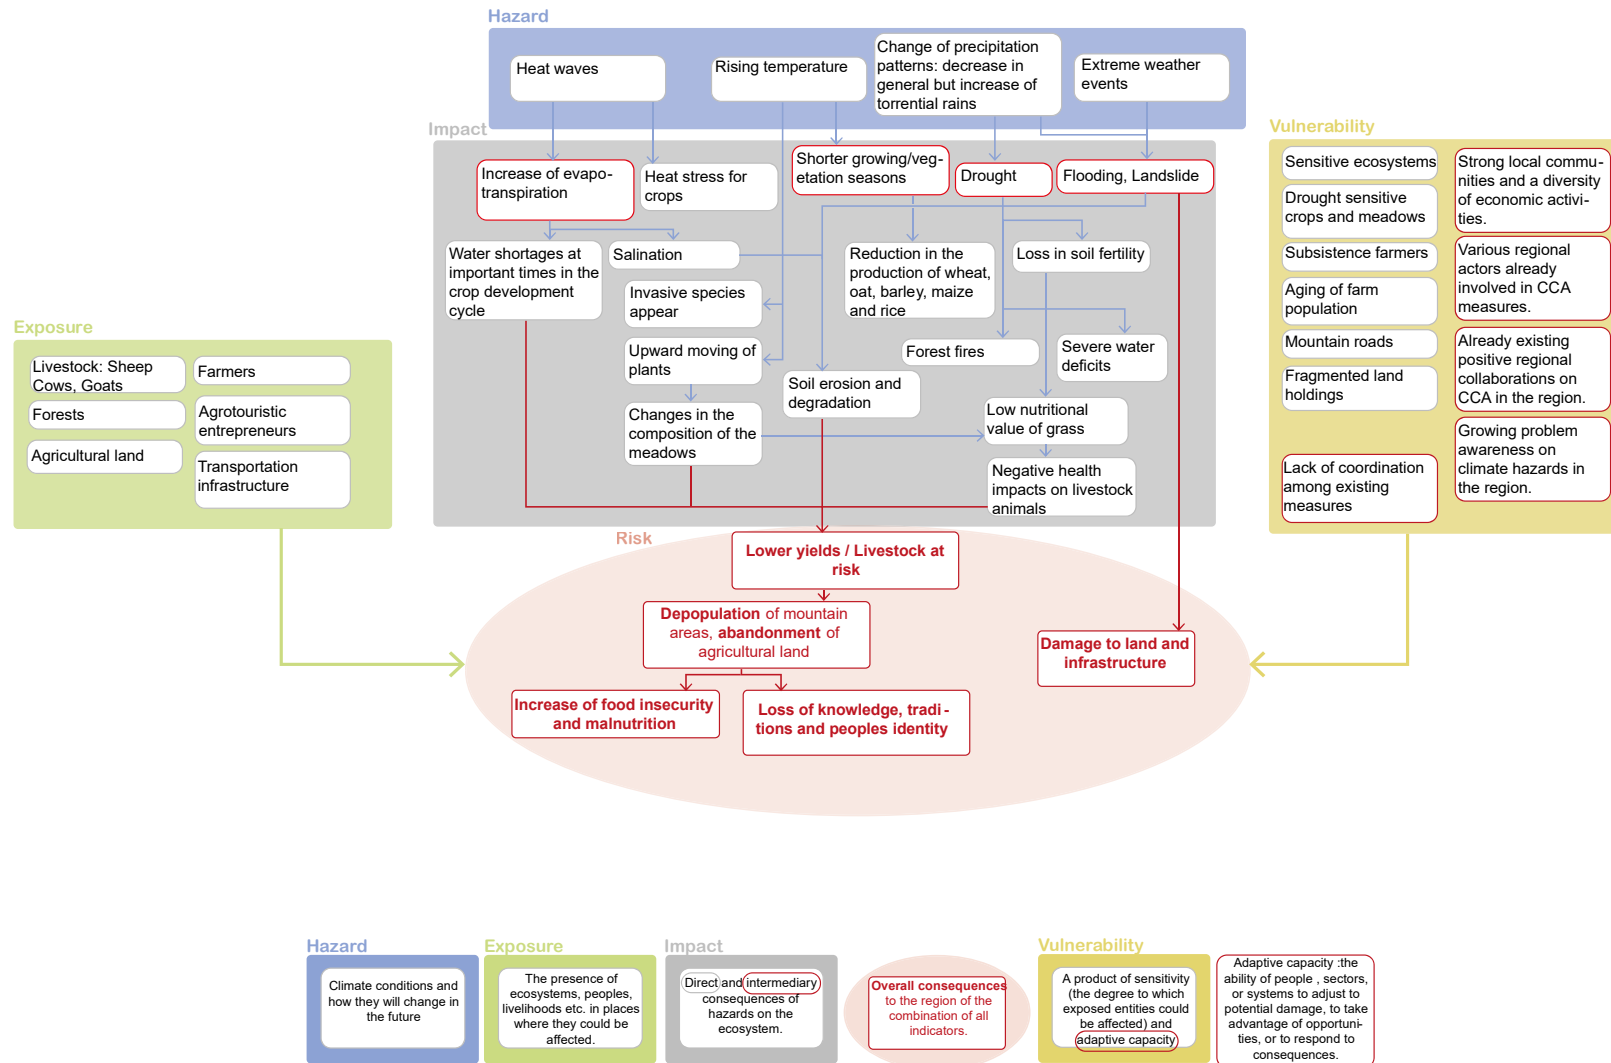 Hazard
Heat waves
Rising temperature
Change of precipitation
patterns: decrease in
general but increase of
torrential rains
Extreme weather
events
Impact
Increase of evapo-
transpiration
Heat stress for
crops
Shorter growing/veg-
etation seasons
Drought
Flooding, Landslide
Water shortages at
important times in the
crop development
cycle
Salination
Invasive species
appear
Upward moving of
plants
Changes in the
composition of the
meadows
Soil erosion and
degradation
Reduction in the
production of wheat,
oat, barley, maize
and rice
Loss in soil fertility
Forest fires
Severe water
deficits
Low nutritional
value of grass
Negative health
impacts on livestock
animals
Vulnerability
Sensitive ecosystems
Drought sensitive
crops and meadows
Subsistence farmers
Aging of farm
population
Mountain roads
Fragmented land
holdings
Lack of coordination
among existing
measures
Strong local commu-
nities and a diversity
of economic activi-
ties.
Various regional
actors already
involved in CCA
measures.
Already existing
positive regional
collaborations on
CCA in the region.
Growing problem
awareness on
climate hazards in
the region.
Exposure
Livestock: Sheep
Cows, Goats
Forests
Agricultural land
Farmers
Agrotouristic
entrepreneurs
Transportation
infrastructure
Risk
Lower yields / Livestock at
risk
Depopulation of mountain
areas, abandonment of
agricultural land
Increase of food insecurity
and malnutrition
Loss of knowledge, tradi-
tions and peoples identity
Damage to land and
infrastructure
Hazard
Climate conditions and
how they will change in
the future
Exposure
The presence of
ecosystems, peoples,
livelihoods etc. in places
where they could be
affected.
Impact
Direct and intermediary
consequences of
hazards on the
ecosystem.
Overall consequences
to the region of the
combination of all
indicators.
Vulnerability
A product of sensitivity
(the degree to which
exposed entities could
be affected) and
adaptive capacity
Adaptive capacity :the
ability of people , sectors,
or systems to adjust to
potential damage, to take
advantage of opportuni-
ties, or to respond to
consequences.